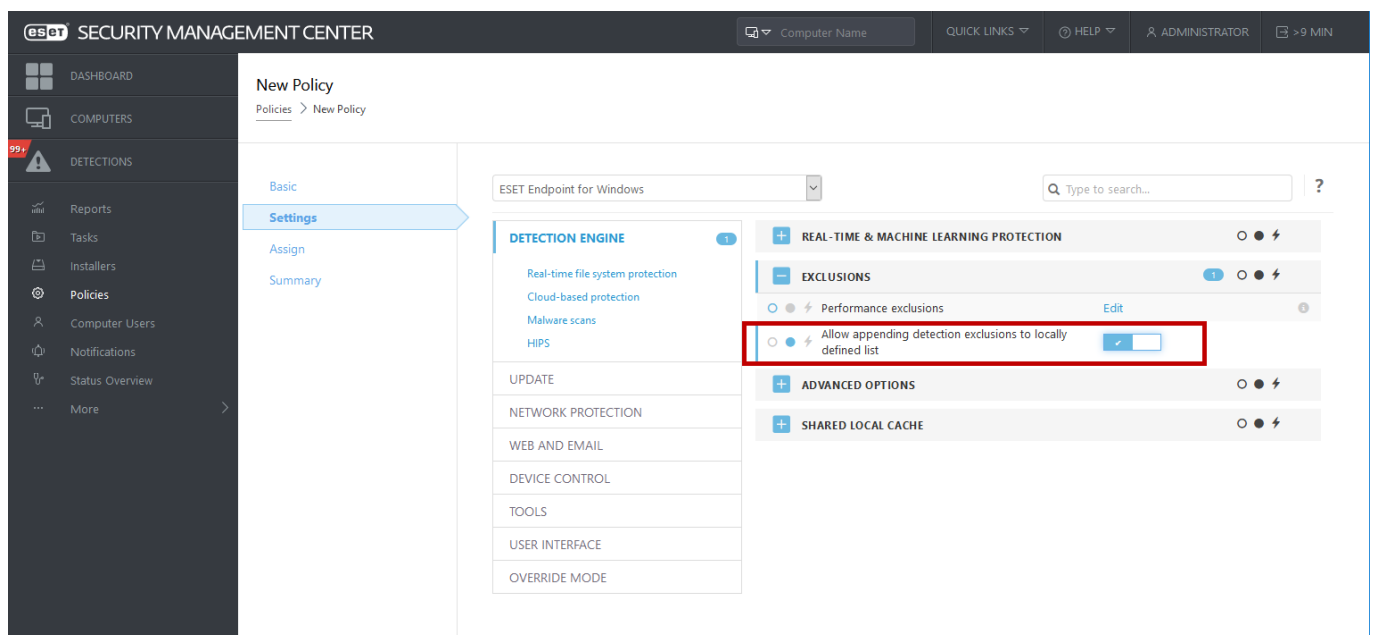 eset SECURITY MANAGEMENT CENTER
Computer Name
QUICK LINKS
HELP
ADMINISTRATOR
>9 MIN
DASHBOARD
COMPUTERS
99+
DETECTIONS
Reports
Tasks
Installers
Policies
Computer Users
Notifications
Status Overview
More
New Policy
Policies > New Policy
Basic
Settings
Assign
Summary
ESET Endpoint for Windows
Type to search...
?
DETECTION ENGINE 1
Real-time file system protection
Cloud-based protection
Malware scans
HIPS
UPDATE
NETWORK PROTECTION
WEB AND EMAIL
DEVICE CONTROL
TOOLS
USER INTERFACE
OVERRIDE MODE
REAL-TIME & MACHINE LEARNING PROTECTION
EXCLUSIONS 1
Performance exclusions Edit
Allow appending detection exclusions to locally
defined list
ADVANCED OPTIONS
SHARED LOCAL CACHE